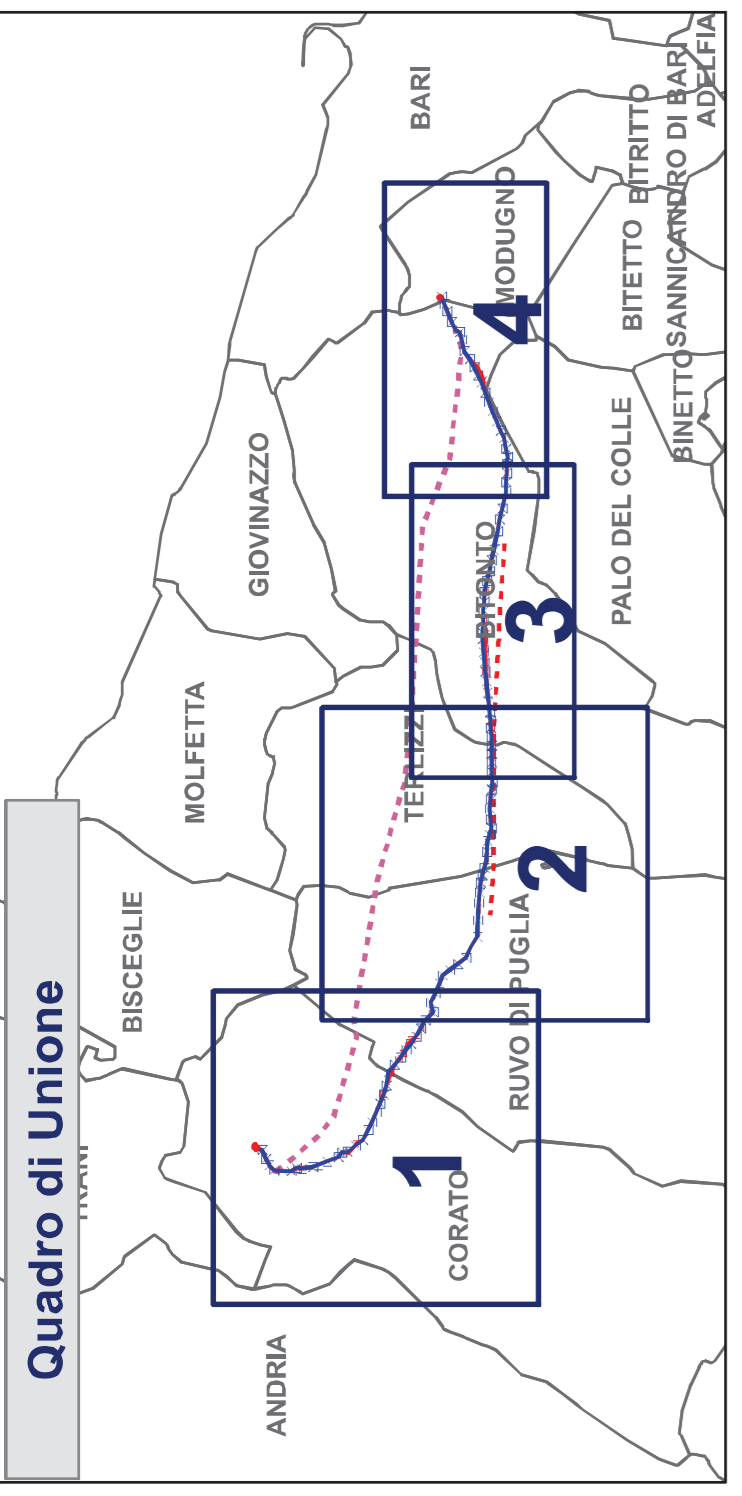 Quadro di Unione
TRANI
BISCEGLIE
MOLFETTA
GIOVINAZZO
BARI
ANDRIA
CORATO
1
RUVO DI PUGLIA
2
TERLIZZI
BITONTO
3
MODUGNO
4
PALO DEL COLLE
BITETTO
BITRITTO
BINETTO
SANNICANDRO DI BARI
ADELFIA